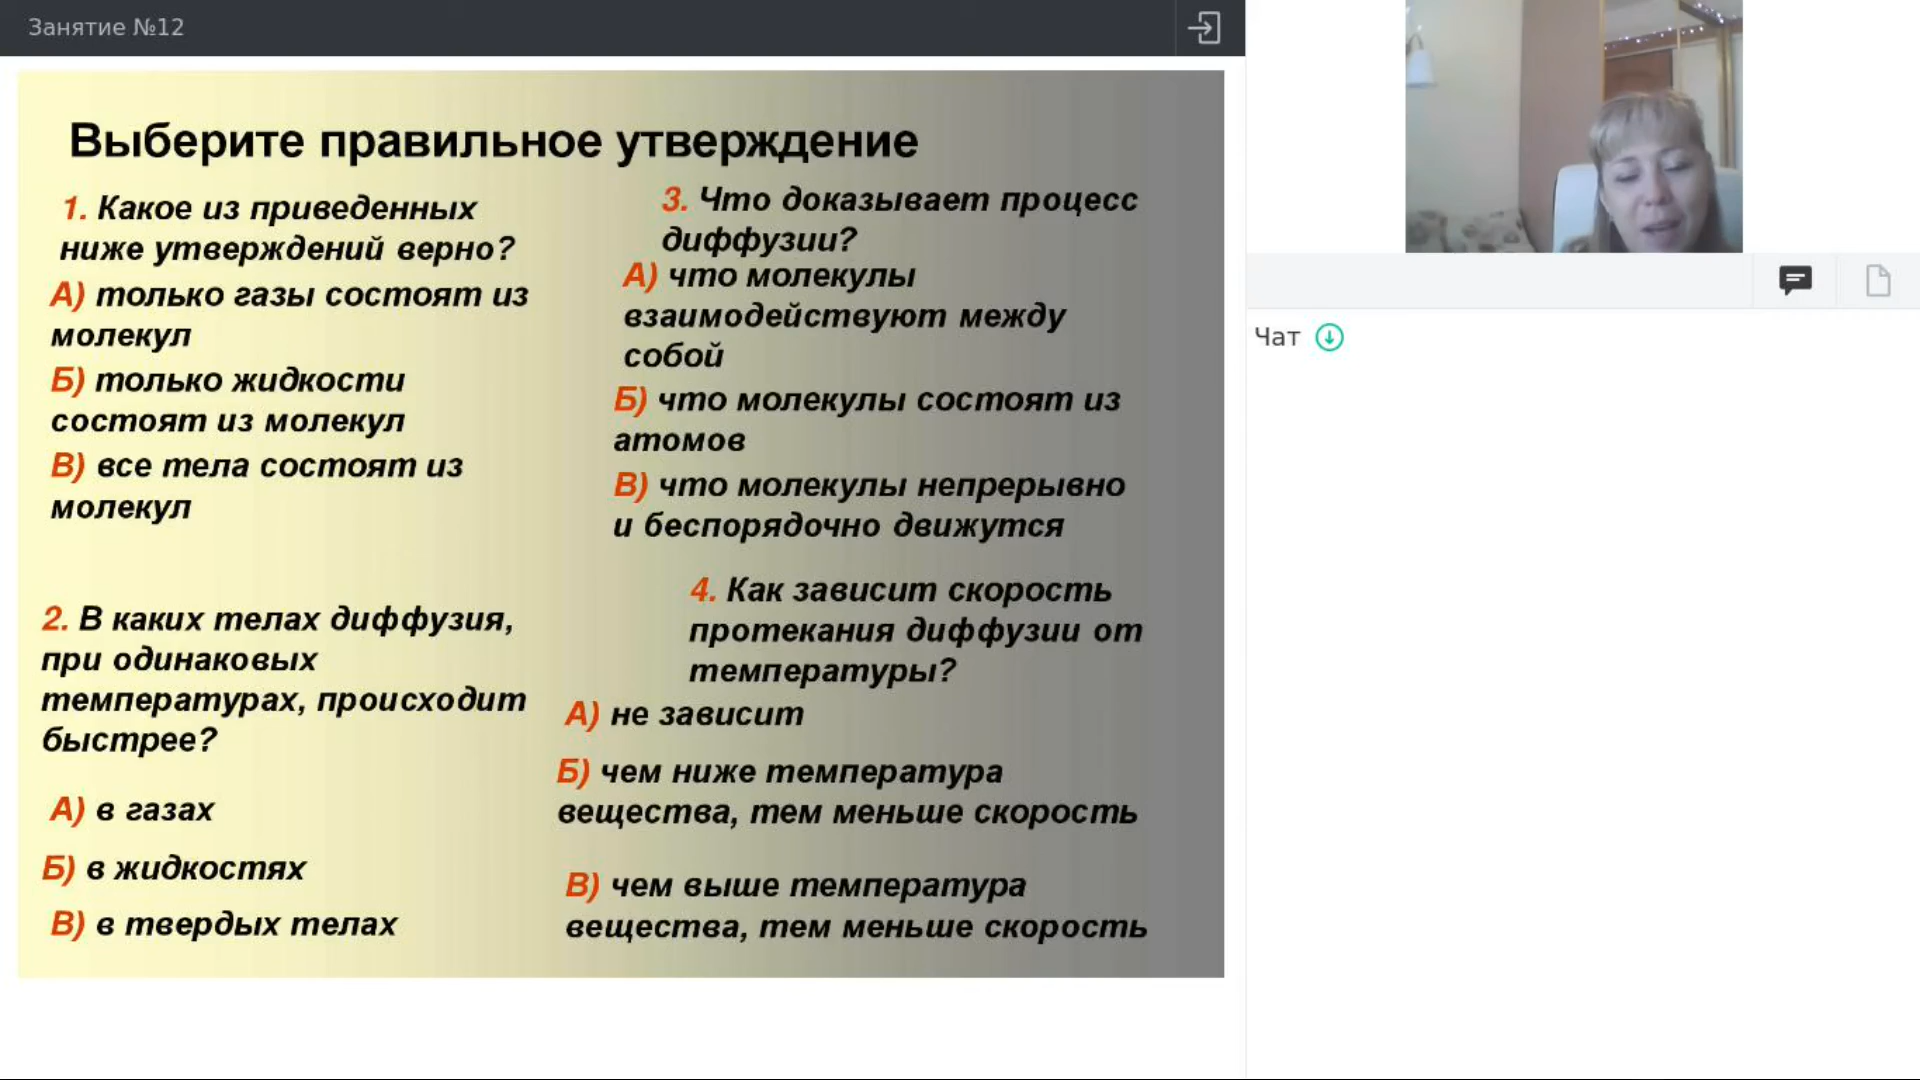 Занятие №12
Выберите правильное утверждение
1. Какое из приведенных
ниже утверждений верно?
А) только газы состоят из
молекул
Б) только жидкости
состоят из молекул
В) все тела состоят из
молекул
2. В каких телах диффузия,
при одинаковых
температурах, происходит
быстрее?
А) в газах
Б) в жидкостях
В) в твердых телах
3. Что доказывает процесс
диффузии?
А) что молекулы
взаимодействуют между
собой
Б) что молекулы состоят из
атомов
В) что молекулы непрерывно
и беспорядочно движутся
4. Как зависит скорость
протекания диффузии от
температуры?
А) не зависит
Б) чем ниже температура
вещества, тем меньше скорость
В) чем выше температура
вещества, тем меньше скорость
Чат